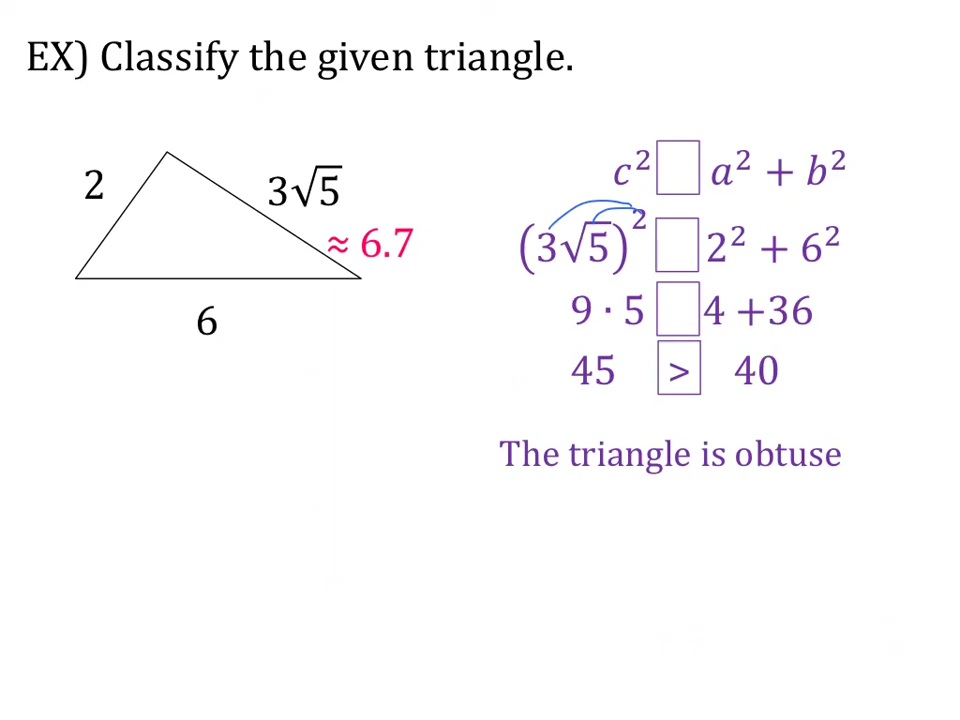 EX) Classify the given triangle.
2
3√5
≈ 6.7
6
c² □ a² + b²
(3√5)² □ 2² + 6²
9 · 5 □ 4 +36
45 > 40
The triangle is obtuse